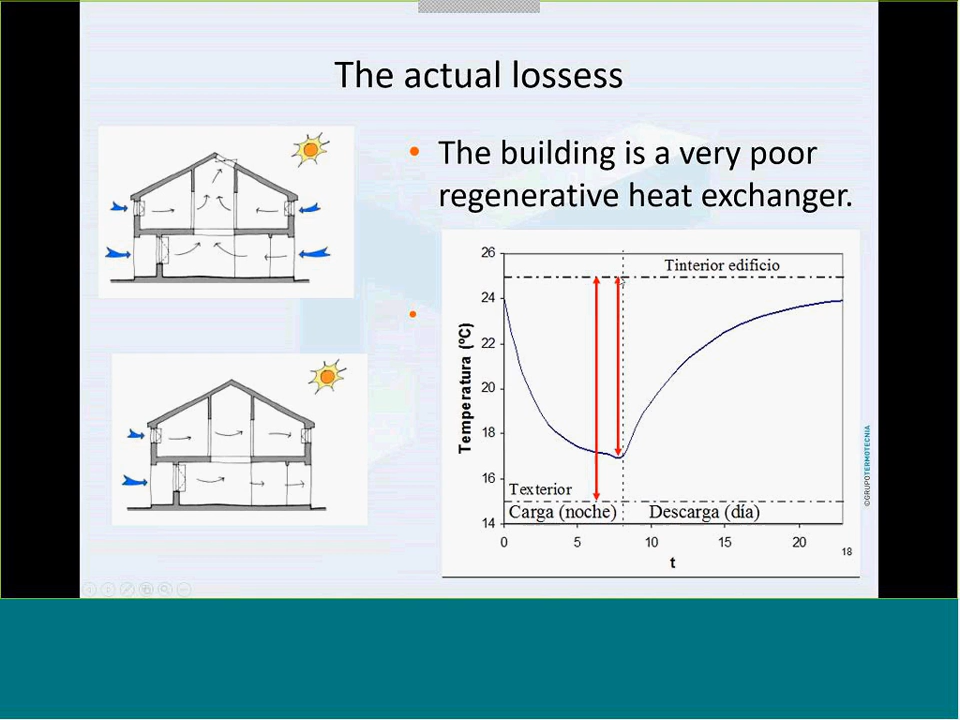 The actual lossess
• The building is a very poor
regenerative heat exchanger.
•
26
24
22
20
18
16
14
Temperatura (ºC)
Tinterior edificio
Texterior
Carga (noche)
Descarga (día)
0
5
10
15
20
t
18
©GRUPOTERMOTECNIA